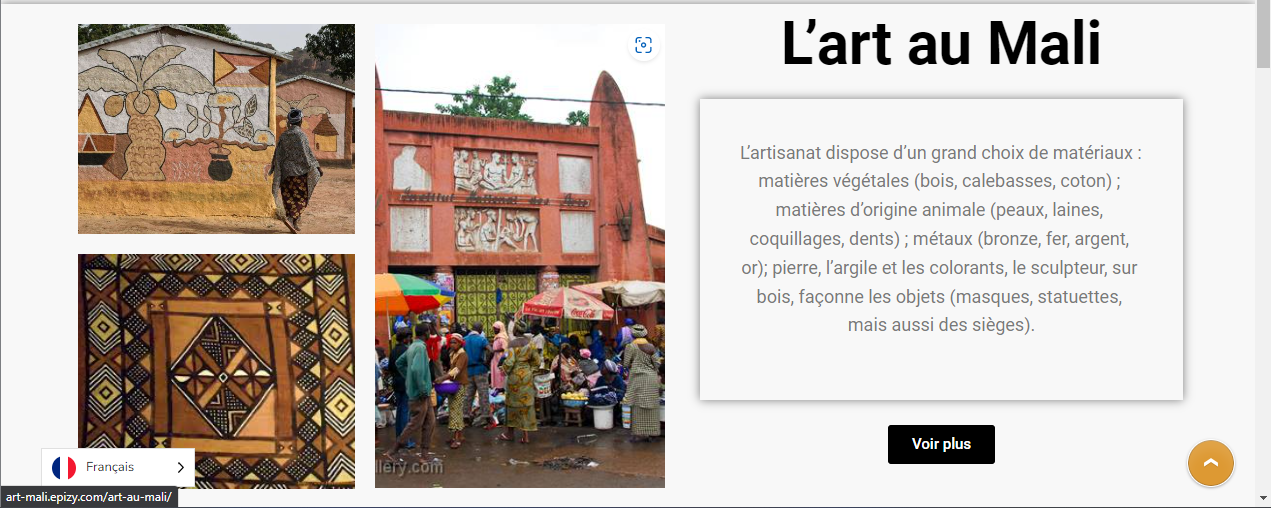 L’art au Mali
L’artisanat dispose d’un grand choix de matériaux :
matières végétales (bois, calebasses, coton) ;
matières d’origine animale (peaux, laines,
coquillages, dents) ; métaux (bronze, fer, argent,
or); pierre, l’argile et les colorants, le sculpteur, sur
bois, façonne les objets (masques, statuettes,
mais aussi des sièges).
Voir plus
Institut National des Arts
Coca-Cola
llery.com
Français
art-mali.epizy.com/art-au-mali/